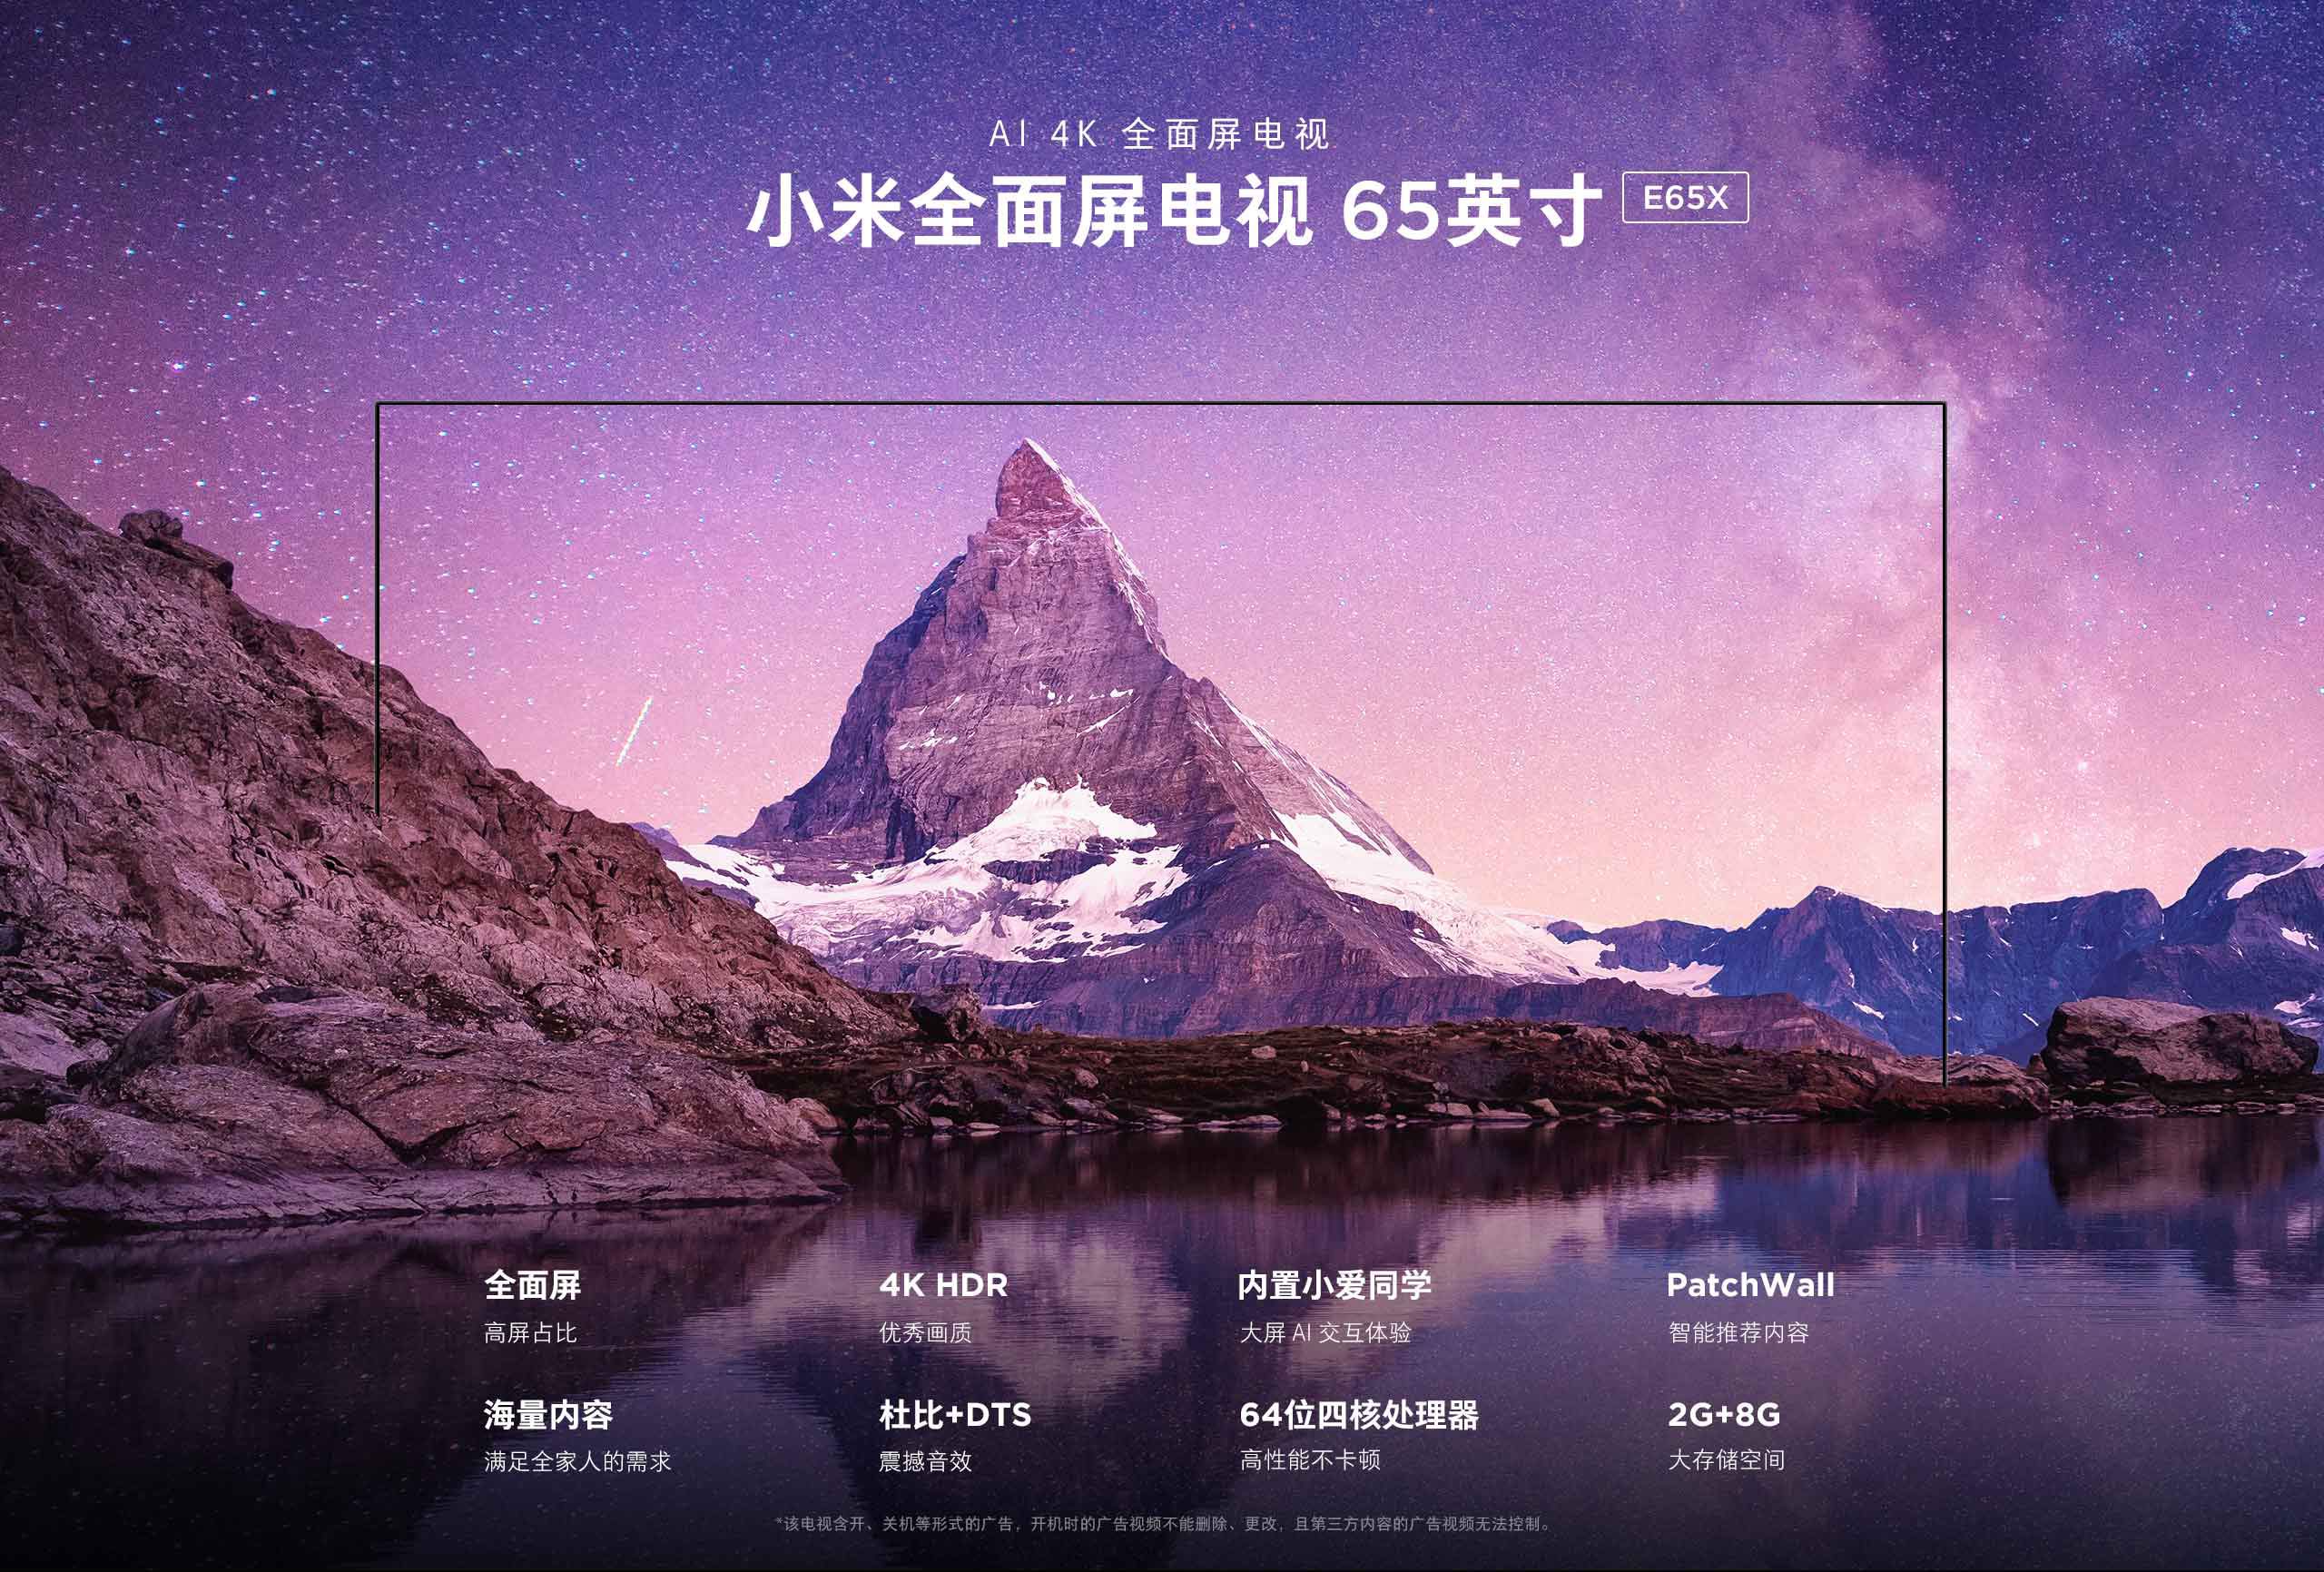 AI 4K 全面屏电视
小米全面屏电视 65英寸 E65X
全面屏
高屏占比
4K HDR
优秀画质
内置小爱同学
大屏 AI 交互体验
PatchWall
智能推荐内容
海量内容
满足全家人的需求
杜比+DTS
震撼音效
64位四核处理器
高性能不卡顿
2G+8G
大存储空间
*该电视含开、关机等形式的广告，开机时的广告视频不能删除、更改，且第三方内容的广告视频无法控制。